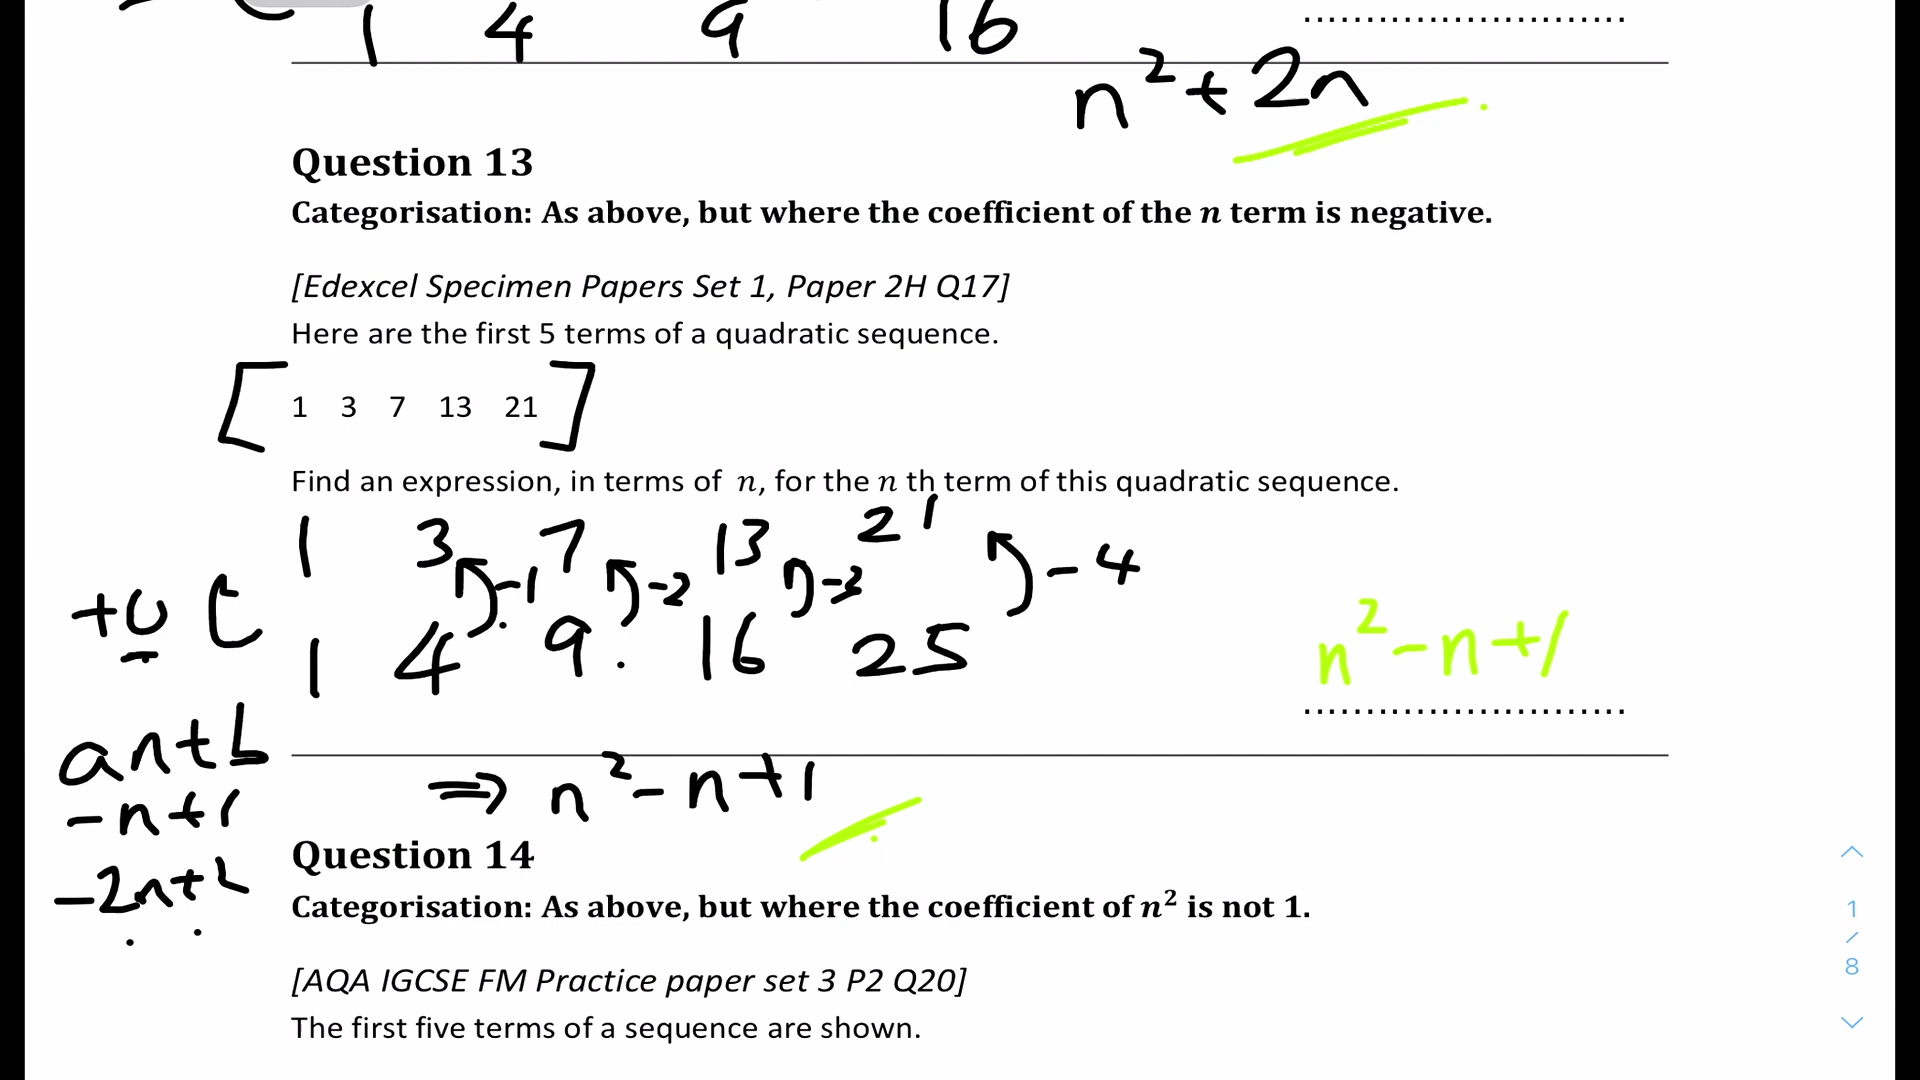 1 4 9 16
..........................
n² + 2n
Question 13
Categorisation: As above, but where the coefficient of the n term is negative.
[Edexcel Specimen Papers Set 1, Paper 2H Q17]
Here are the first 5 terms of a quadratic sequence.
[ 1 3 7 13 21 ]
Find an expression, in terms of n, for the n th term of this quadratic sequence.
1 3 7 13 21
+0 -1 -2 -3 -4
1 4 9 16 25
n² - n + 1
..........................
an+b
⇒ n² - n + 1
-n+1
-2n+2
Question 14
Categorisation: As above, but where the coefficient of n² is not 1.
[AQA IGCSE FM Practice paper set 3 P2 Q20]
The first five terms of a sequence are shown.
1
/
8